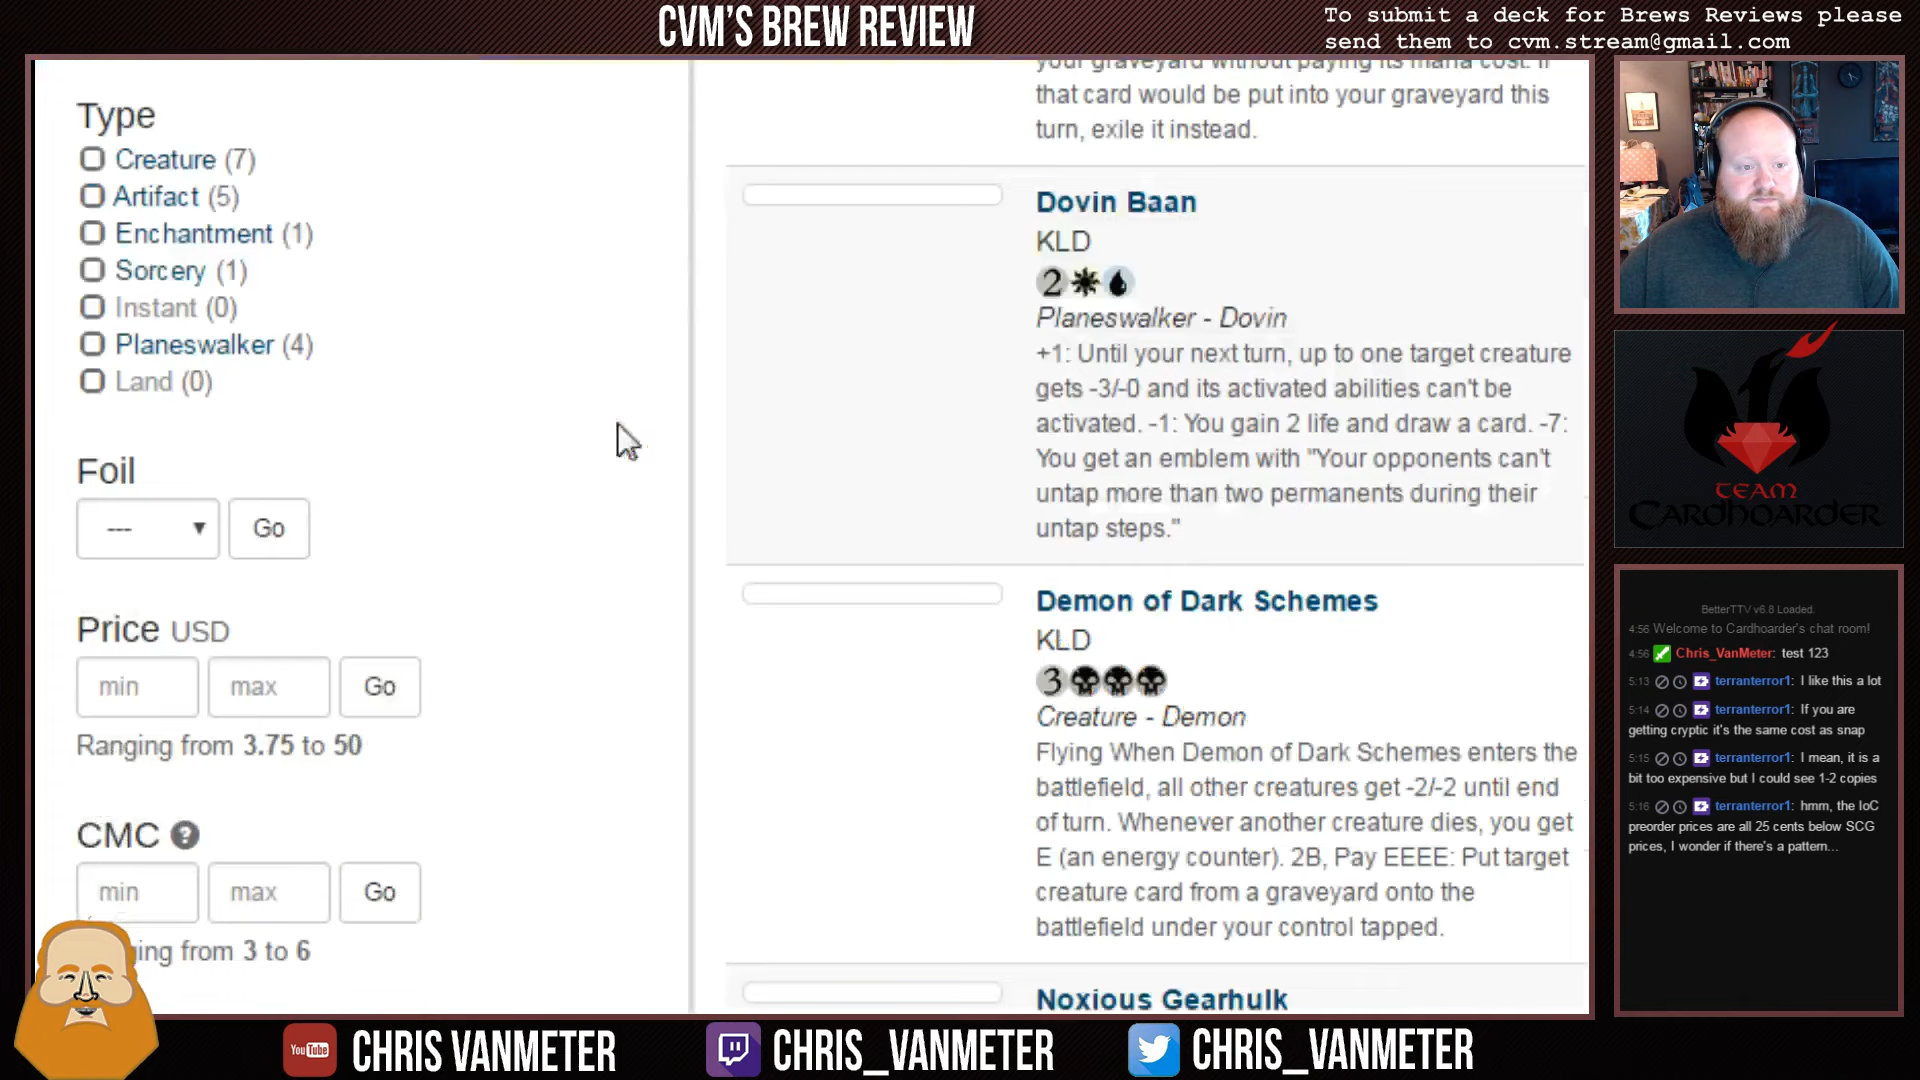 CVM'S BREW REVIEW
To submit a deck for Brews Reviews please
send them to cvm.stream@gmail.com
Type
Creature (7)
Artifact (5)
Enchantment (1)
Sorcery (1)
Instant (0)
Planeswalker (4)
Land (0)
Foil
---
Go
Price USD
min max Go
Ranging from 3.75 to 50
CMC ?
min max Go
ging from 3 to 6
your graveyard without paying its mana cost. If
that card would be put into your graveyard this
turn, exile it instead.
Dovin Baan
KLD
2
Planeswalker - Dovin
+1: Until your next turn, up to one target creature
gets -3/-0 and its activated abilities can't be
activated. -1: You gain 2 life and draw a card. -7:
You get an emblem with "Your opponents can't
untap more than two permanents during their
untap steps."
Demon of Dark Schemes
KLD
3
Creature - Demon
Flying When Demon of Dark Schemes enters the
battlefield, all other creatures get -2/-2 until end
of turn. Whenever another creature dies, you get
E (an energy counter). 2B, Pay EEEE: Put target
creature card from a graveyard onto the
battlefield under your control tapped.
Noxious Gearhulk
TEAM
CARDHOARDER
BetterTTV v6.8 Loaded.
4:56 Welcome to Cardhoarder's chat room!
4:56 Chris_VanMeter: test 123
5:13 terranterror1: I like this a lot
5:14 terranterror1: If you are
getting cryptic it's the same cost as snap
5:15 terranterror1: I mean, it is a
bit too expensive but I could see 1-2 copies
5:16 terranterror1: hmm, the IoC
preorder prices are all 25 cents below SCG
prices, I wonder if there's a pattern...
You Tube CHRIS VANMETER
CHRIS_VANMETER
CHRIS_VANMETER